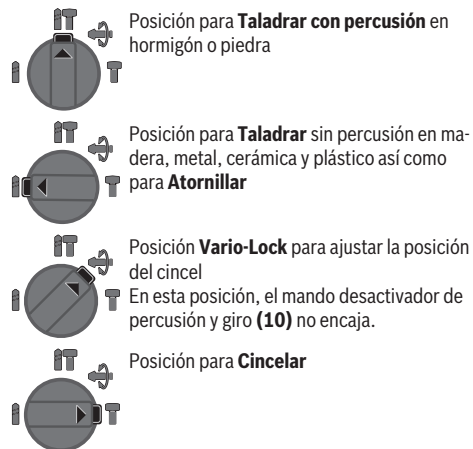 Posición para Taladrar con percusión en
hormigón o piedra
Posición para Taladrar sin percusión en ma-
dera, metal, cerámica y plástico así como
para Atornillar
Posición Vario-Lock para ajustar la posición
del cincel
En esta posición, el mando desactivador de
percusión y giro (10) no encaja.
Posición para Cincelar